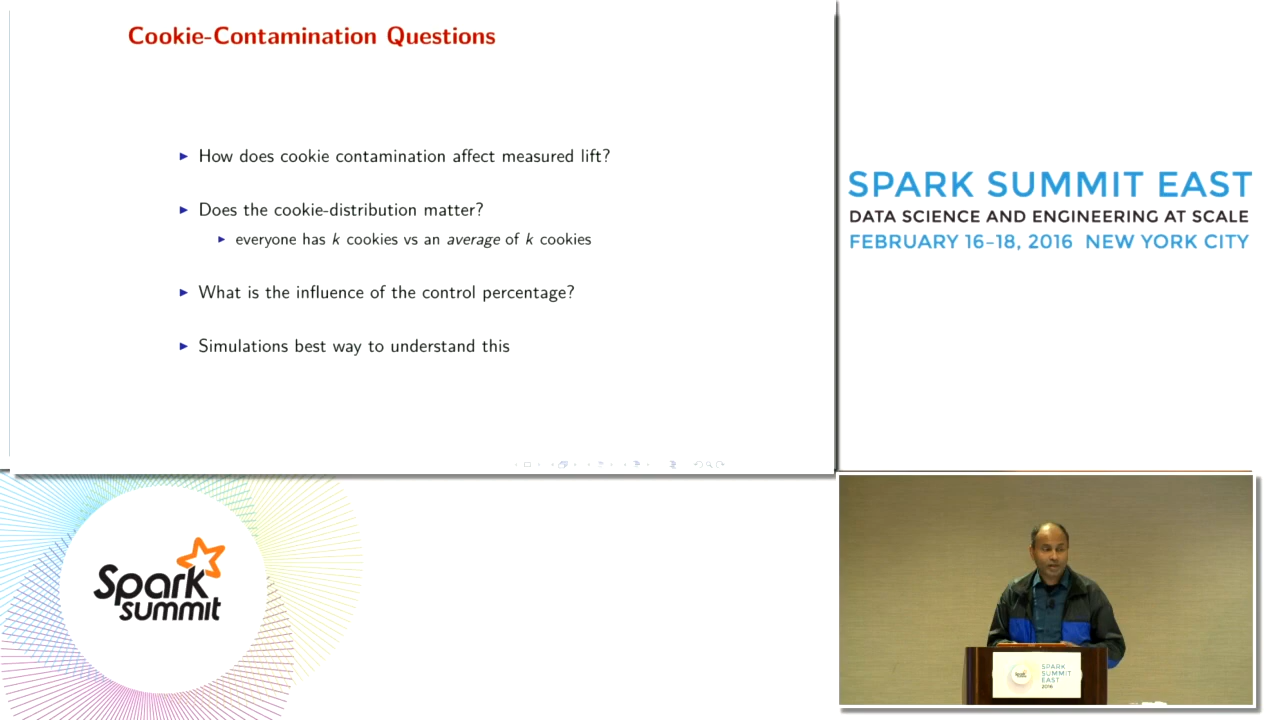 Cookie-Contamination Questions
How does cookie contamination affect measured lift?
Does the cookie-distribution matter?
everyone has k cookies vs an average of k cookies
What is the influence of the control percentage?
Simulations best way to understand this
SPARK SUMMIT EAST
DATA SCIENCE AND ENGINEERING AT SCALE
FEBRUARY 16–18, 2016 NEW YORK CITY
Spark
summit
SPARK
SUMMIT
EAST
2016